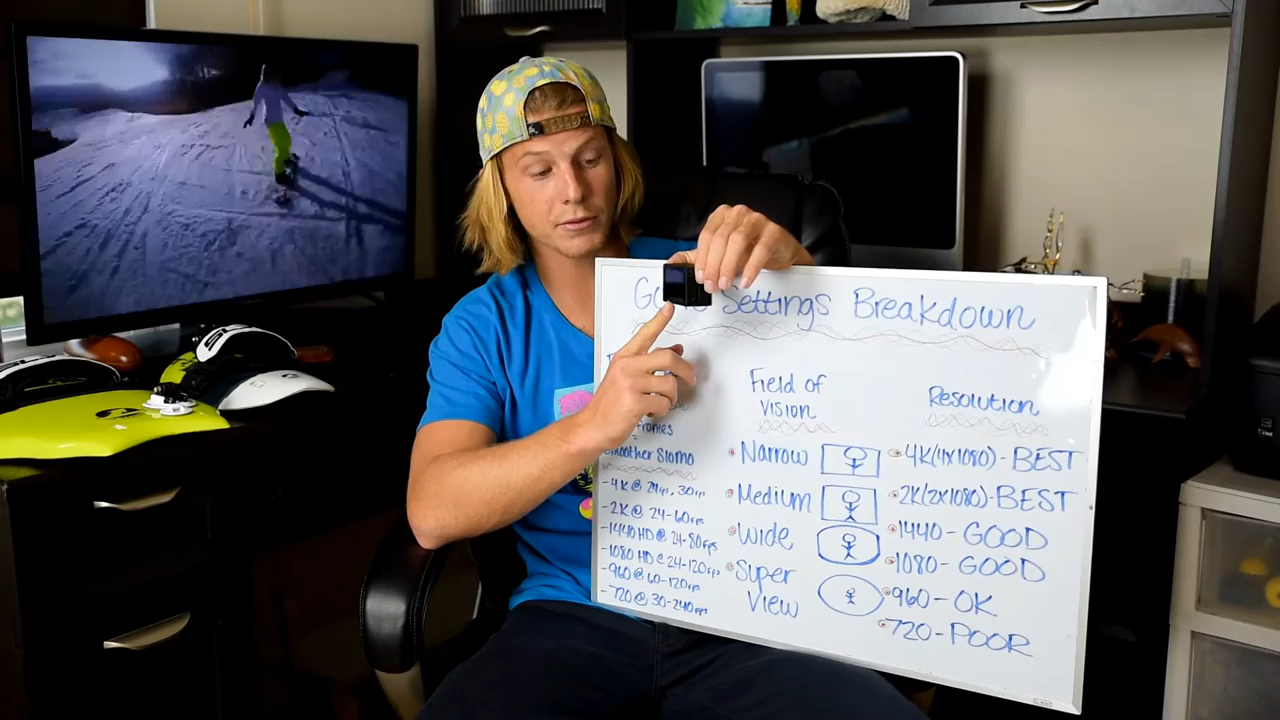 Settings Breakdown
frames
Smoother Slomo
-4K @ 24fps, 30fps
-2K @ 24-60fps
-1440 HD @ 24-80fps
-1080 HD @ 24-120fps
-960 @ 60-120fps
-720 @ 30-240fps
Field of
Vision
Narrow
Medium
Wide
Super
View
Resolution
4K(4x1080)-BEST
2K(2x1080)-BEST
1440-GOOD
1080-GOOD
960-OK
720-POOR